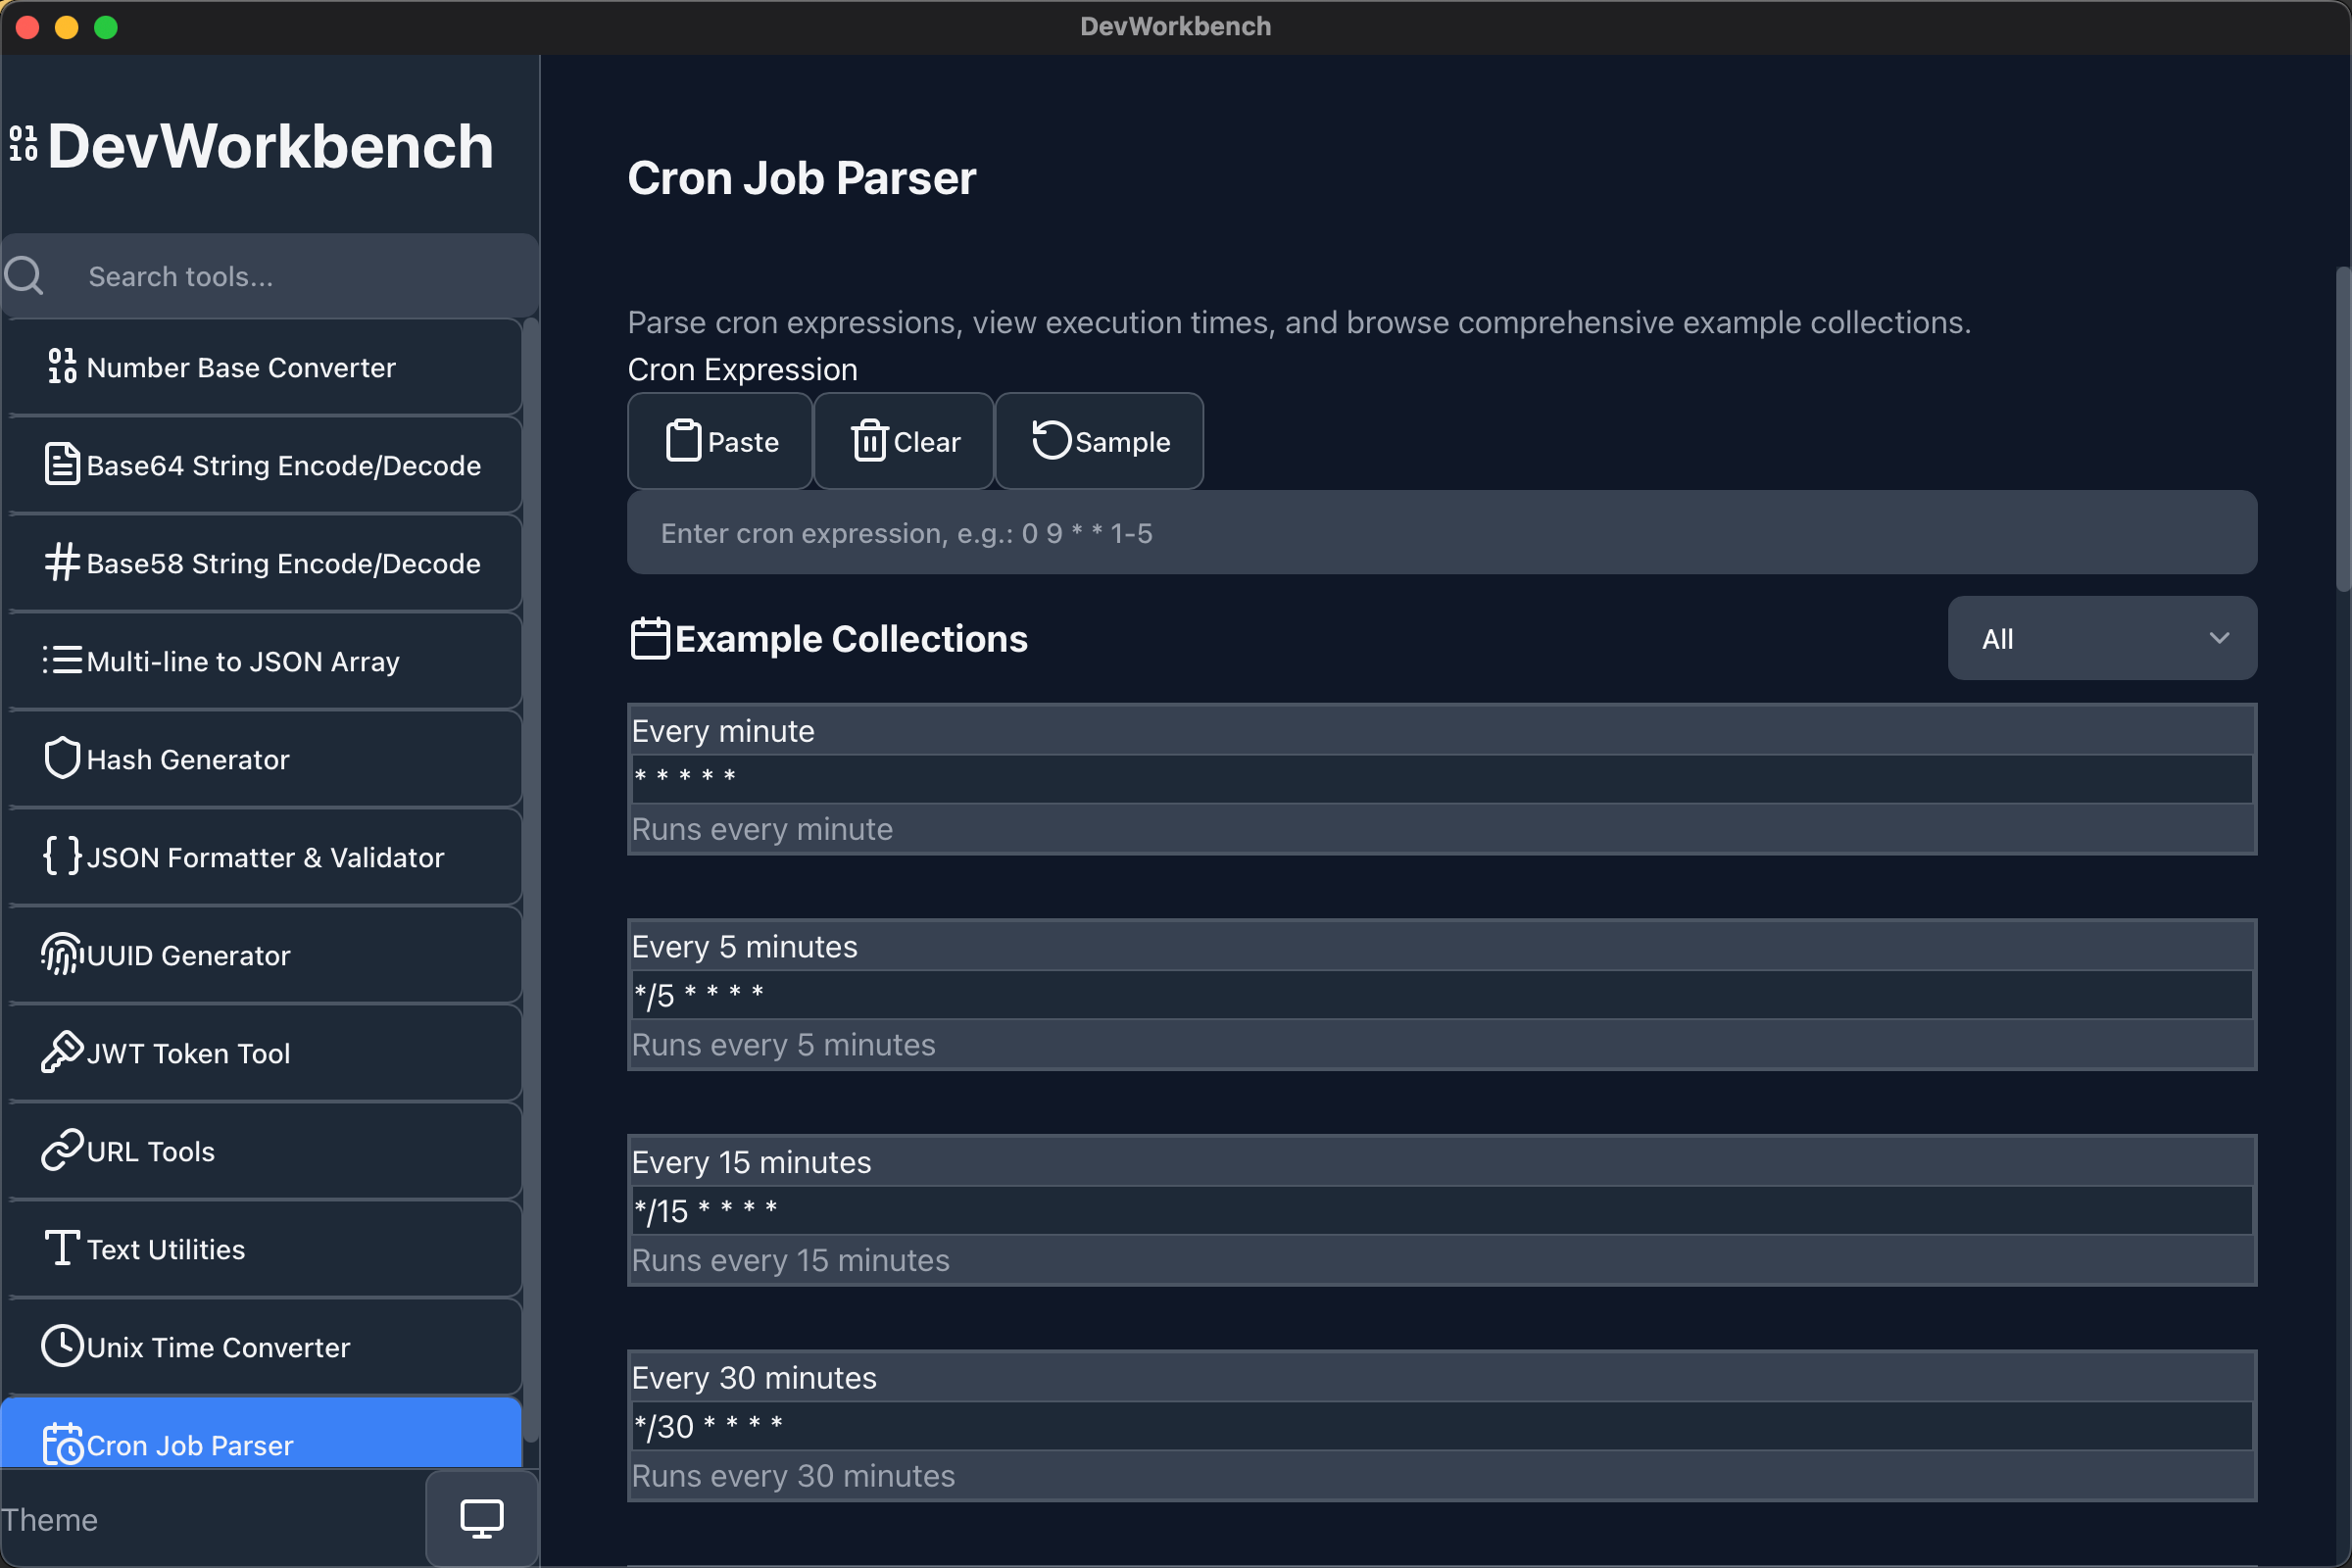 DevWorkbench
DevWorkbench
Search tools...
Number Base Converter
Base64 String Encode/Decode
Base58 String Encode/Decode
Multi-line to JSON Array
Hash Generator
JSON Formatter & Validator
UUID Generator
JWT Token Tool
URL Tools
Text Utilities
Unix Time Converter
Cron Job Parser
Theme
Cron Job Parser
Parse cron expressions, view execution times, and browse comprehensive example collections.
Cron Expression
Paste Clear Sample
Enter cron expression, e.g.: 0 9 * * 1-5
Example Collections All
Every minute
* * * * *
Runs every minute
Every 5 minutes
*/5 * * * *
Runs every 5 minutes
Every 15 minutes
*/15 * * * *
Runs every 15 minutes
Every 30 minutes
*/30 * * * *
Runs every 30 minutes